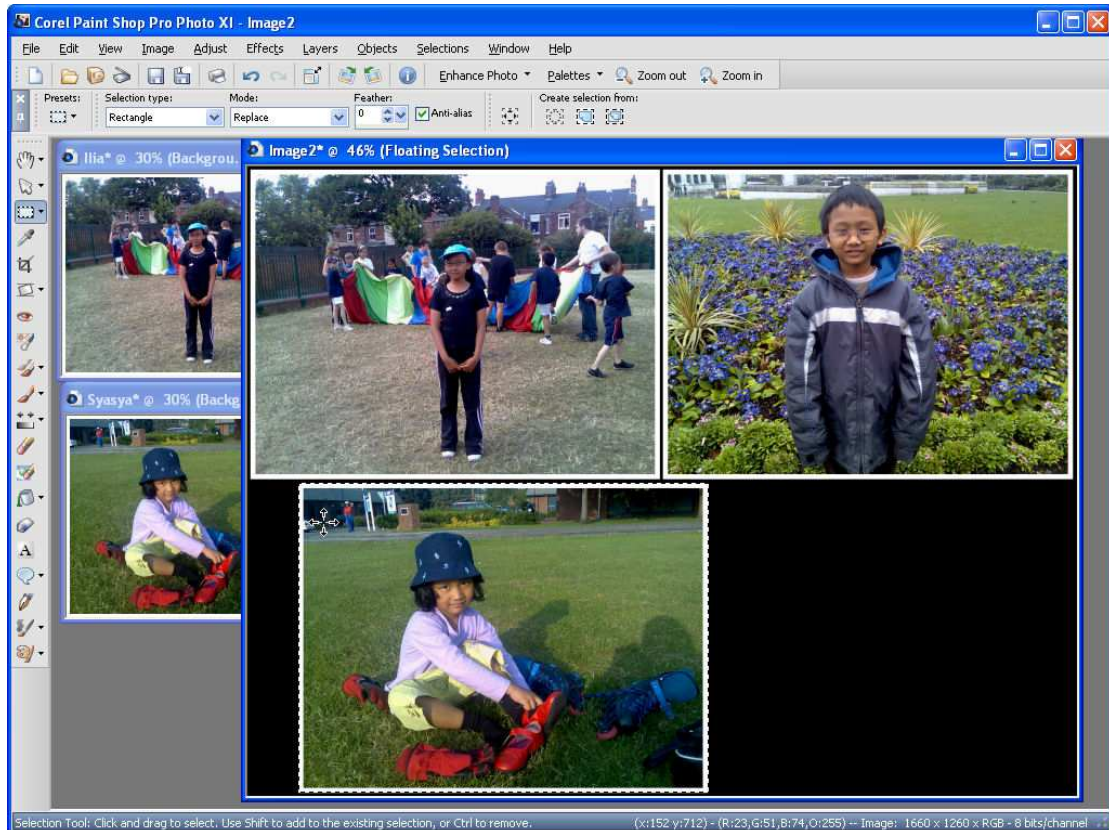 Corel Paint Shop Pro Photo XI - Image2
File Edit View Image Adjust Effects Layers Objects Selections Window Help
Enhance Photo Palettes Zoom out Zoom in
Presets: Selection type: Mode: Feather: Create selection from:
Rectangle Replace 0 Anti-alias
Ilia* @ 30% (Backgrou...
Image2* @ 46% (Floating Selection)
Syasya* @ 30% (Backg
Selection Tool: Click and drag to select. Use Shift to add to the existing selection, or Ctrl to remove. (x:152 y:712) - (R:23,G:51,B:74,O:255) -- Image: 1660 x 1260 x RGB - 8 bits/channel